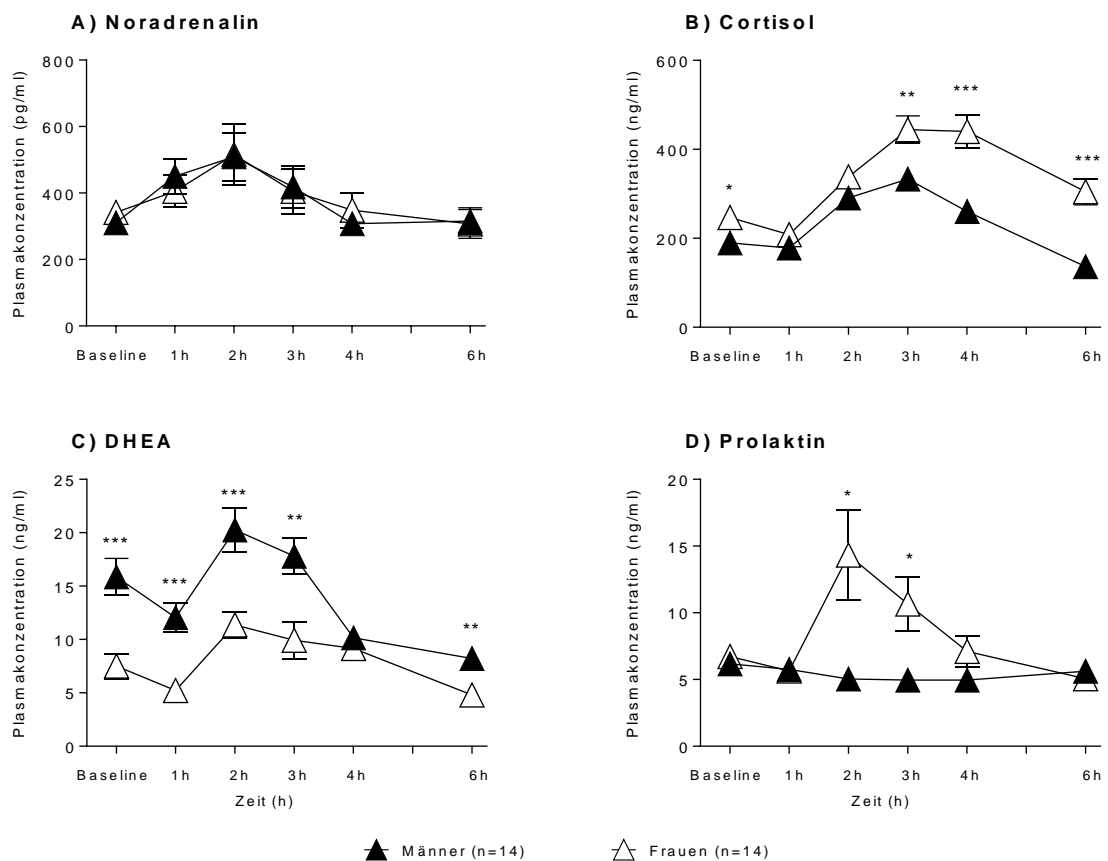 A) Noradrenalin
Plasmakonzentration (pg/ml)
800
600
400
200
0
Baseline 1h 2h 3h 4h 6h
B) Cortisol
Plasmakonzentration (ng/ml)
600
400
200
0
* ** *** ***
Baseline 1h 2h 3h 4h 6h
C) DHEA
Plasmakonzentration (ng/ml)
25
20
15
10
5
0
*** *** *** ** **
Baseline 1h 2h 3h 4h 6h
Zeit (h)
D) Prolaktin
Plasmakonzentration (ng/ml)
20
15
10
5
0
* *
Baseline 1h 2h 3h 4h 6h
Zeit (h)
Männer (n=14) Frauen (n=14)